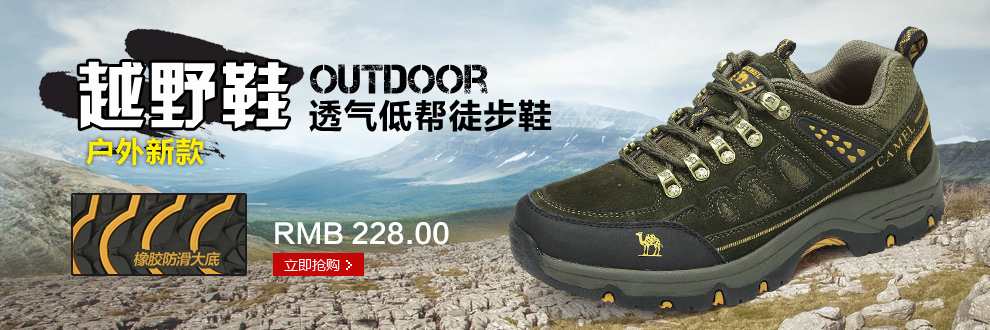 越野鞋
OUTDOOR
透气低帮徒步鞋
户外新款
橡胶防滑大底
RMB 228.00
立即抢购 >
CAMEL